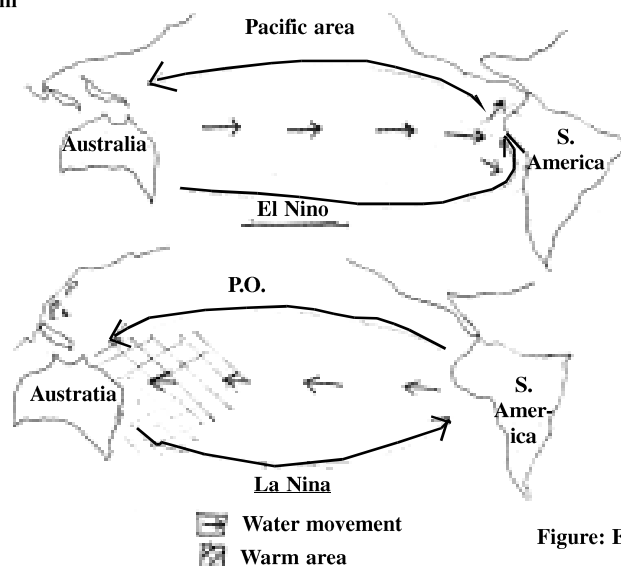 Pacific area
Australia
S.
America
El Nino
P.O.
Austratia
S.
Amer-
ica
La Nina
Water movement
Warm area
Figure: E